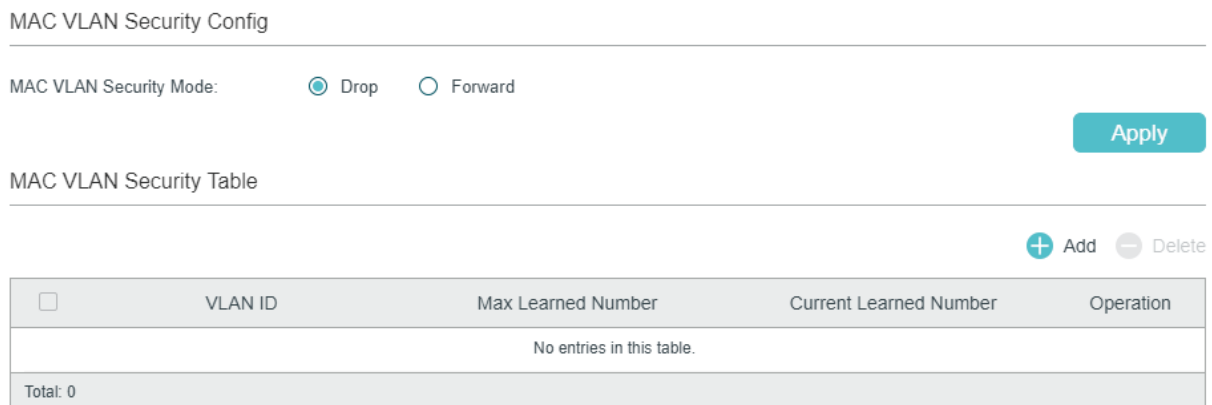 MAC VLAN Security Config
MAC VLAN Security Mode: Drop Forward
Apply
MAC VLAN Security Table
Add Delete
VLAN ID Max Learned Number Current Learned Number Operation
No entries in this table.
Total: 0